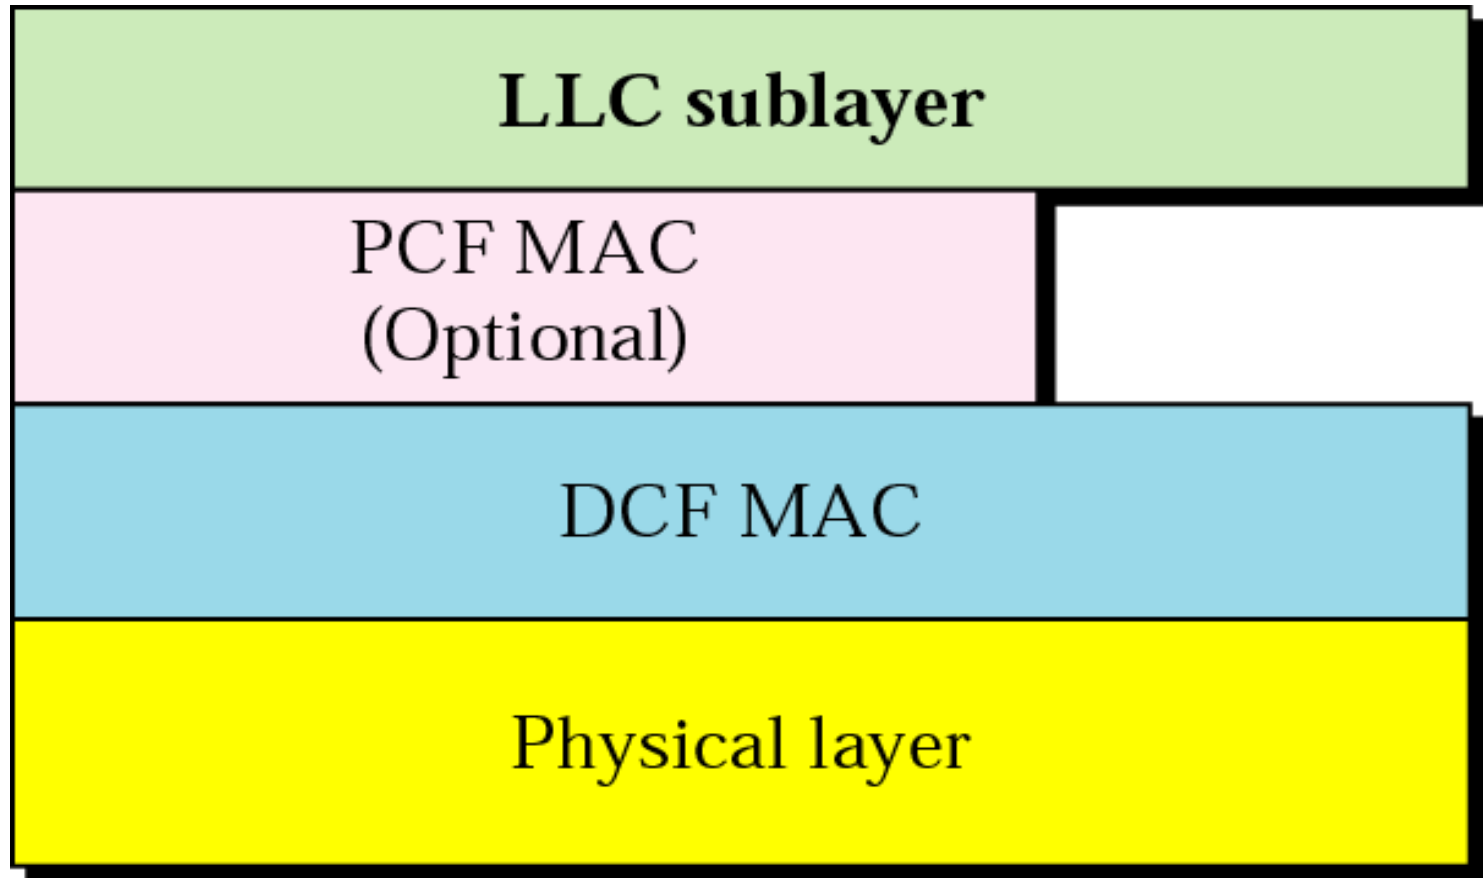 LLC sublayer
PCF MAC
(Optional)
DCF MAC
Physical layer